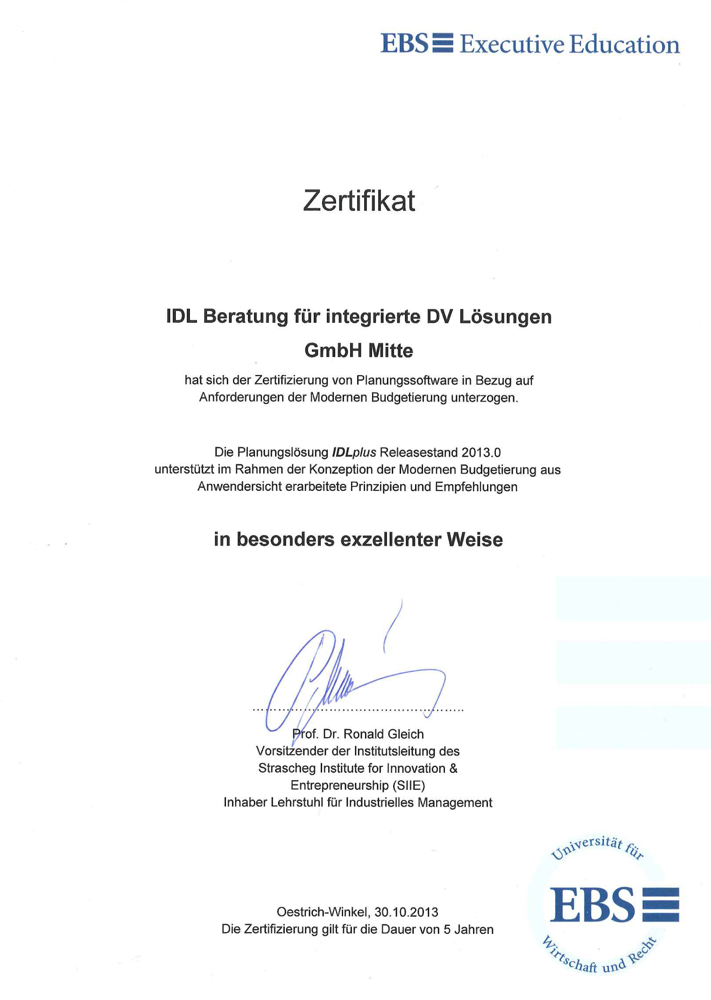 EBS Executive Education
Zertifikat
IDL Beratung für integrierte DV Lösungen
GmbH Mitte
hat sich der Zertifizierung von Planungssoftware in Bezug auf
Anforderungen der Modernen Budgetierung unterzogen.
Die Planungslösung IDLplus Releasestand 2013.0
unterstützt im Rahmen der Konzeption der Modernen Budgetierung aus
Anwendersicht erarbeitete Prinzipien und Empfehlungen
in besonders exzellenter Weise
Prof. Dr. Ronald Gleich
Vorsitzender der Institutsleitung des
Strascheg Institute for Innovation &
Entrepreneurship (SIIE)
Inhaber Lehrstuhl für Industrielles Management
Oestrich-Winkel, 30.10.2013
Die Zertifizierung gilt für die Dauer von 5 Jahren
Universität für
EBS
Wirtschaft und Recht